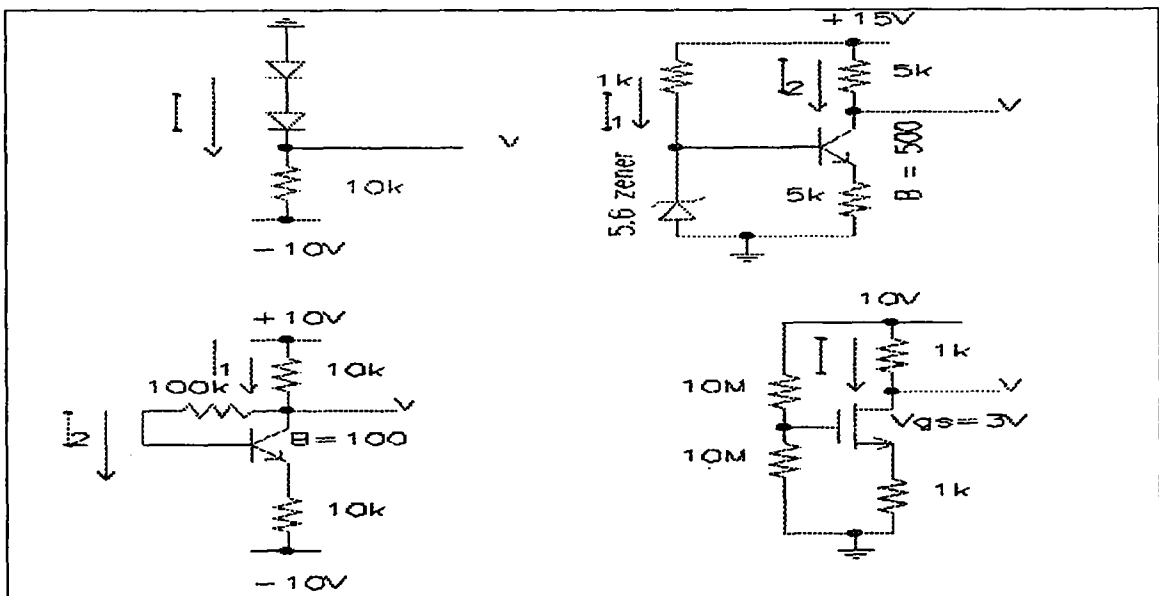 +15V
1k
I1
I2
5k
V
I
V
10k
5.6 zener
5k
B = 500
-10V
+10V
I1
10k
100k
V
I2
B=100
10k
-10V
10V
I
1k
10M
V
Vgs=3V
10M
1k